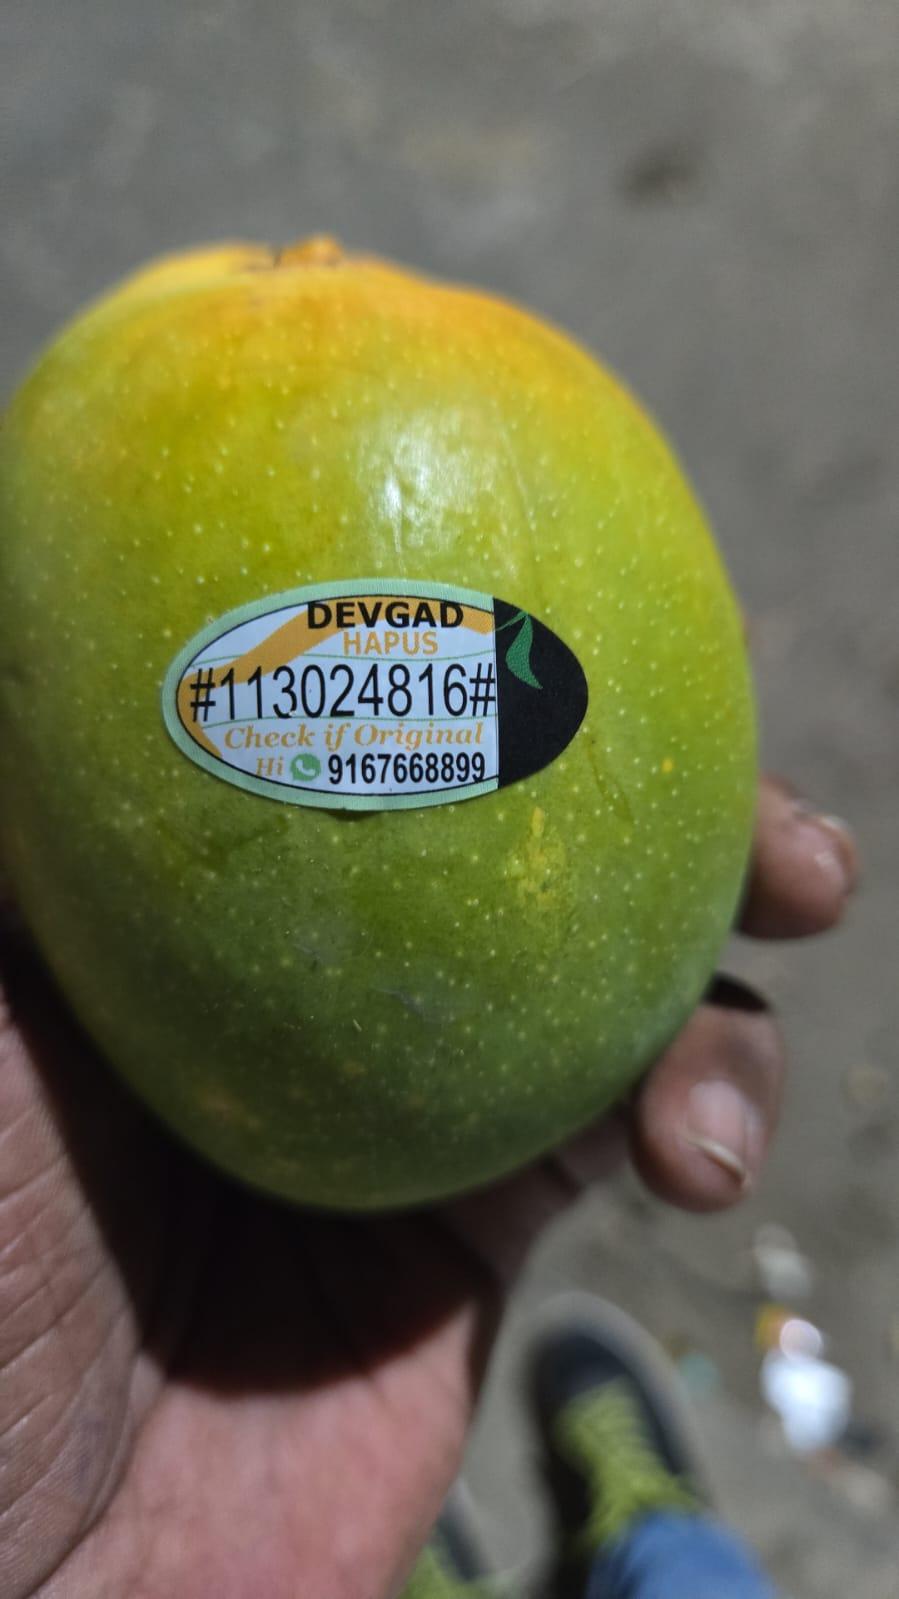 DEVGAD
HAPUS
#113024816#
Check if Original
Hi 9167668899